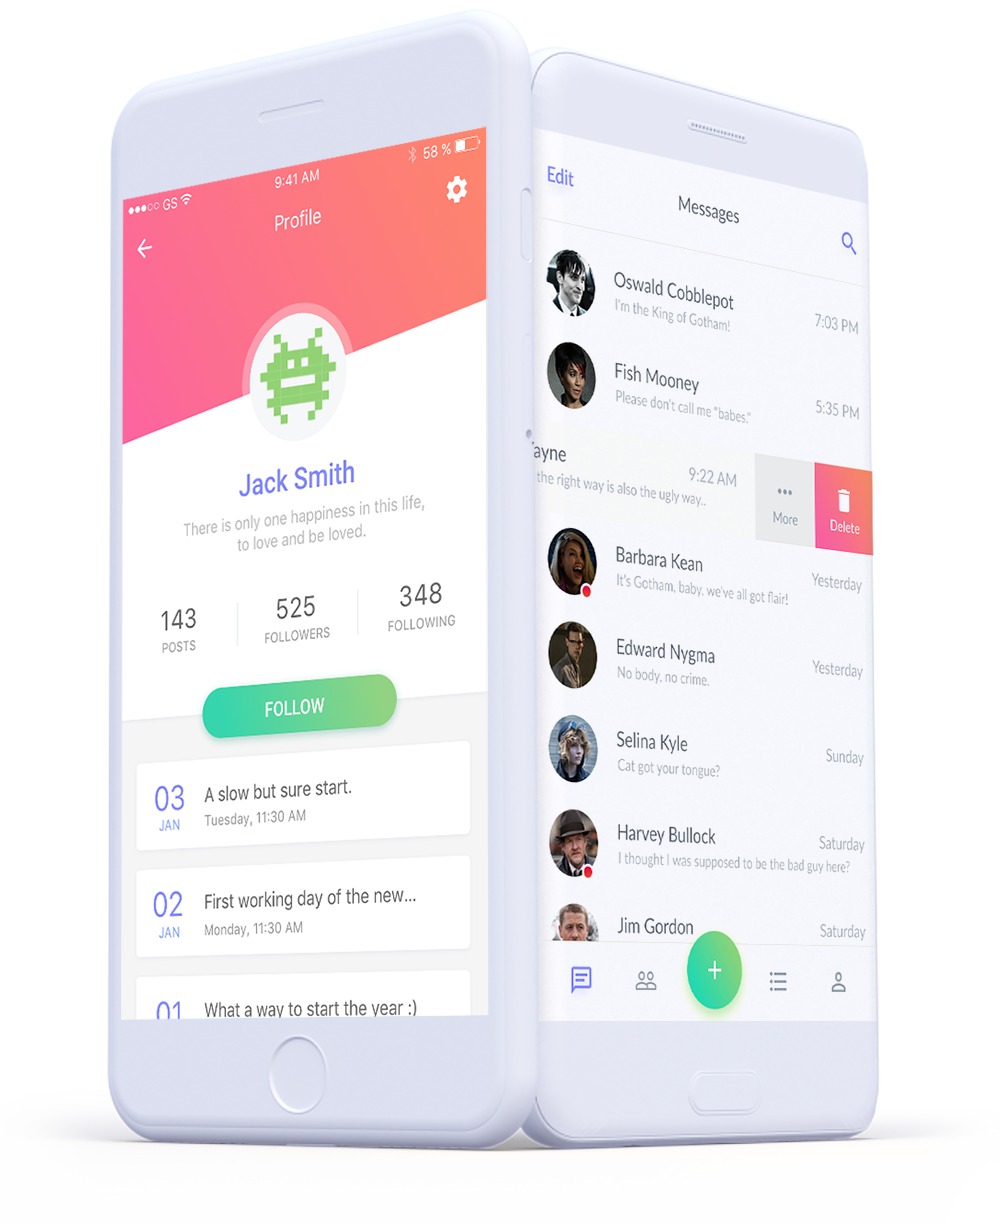 GS
9:41 AM
58 %
Profile
Jack Smith
There is only one happiness in this life,
to love and be loved.
143
POSTS
525
FOLLOWERS
348
FOLLOWING
FOLLOW
03
JAN
A slow but sure start.
Tuesday, 11:30 AM
02
JAN
First working day of the new...
Monday, 11:30 AM
01
What a way to start the year :)
Edit
Messages
Oswald Cobblepot
I'm the King of Gotham!
7:03 PM
Fish Mooney
Please don't call me "babes."
5:35 PM
ayne
the right way is also the ugly way..
9:22 AM
More
Delete
Barbara Kean
It's Gotham, baby, we've all got flair!
Yesterday
Edward Nygma
No body, no crime.
Yesterday
Selina Kyle
Cat got your tongue?
Sunday
Harvey Bullock
I thought I was supposed to be the bad guy here?
Saturday
Jim Gordon
Saturday